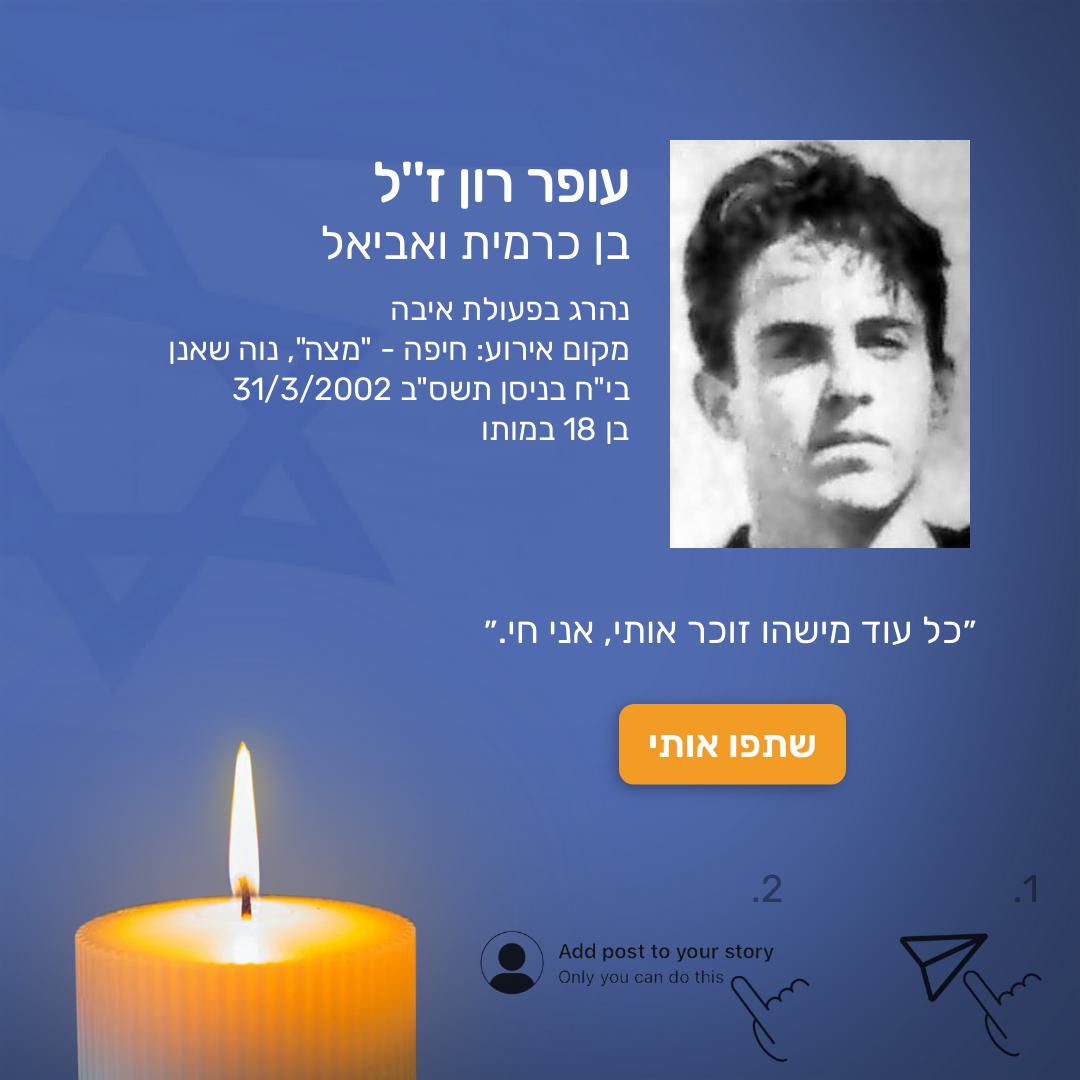 עופר רון ז"ל
בן כרמית ואביאל
נהרג בפעולת איבה
מקום אירוע: חיפה - "מצה", נוה שאנן
בי"ח בניסן תשס"ב 31/3/2002
בן 18 במותו
"כל עוד מישהו זוכר אותי, אני חי."
שתפו אותי
.1
.2
Add post to your story
Only you can do this